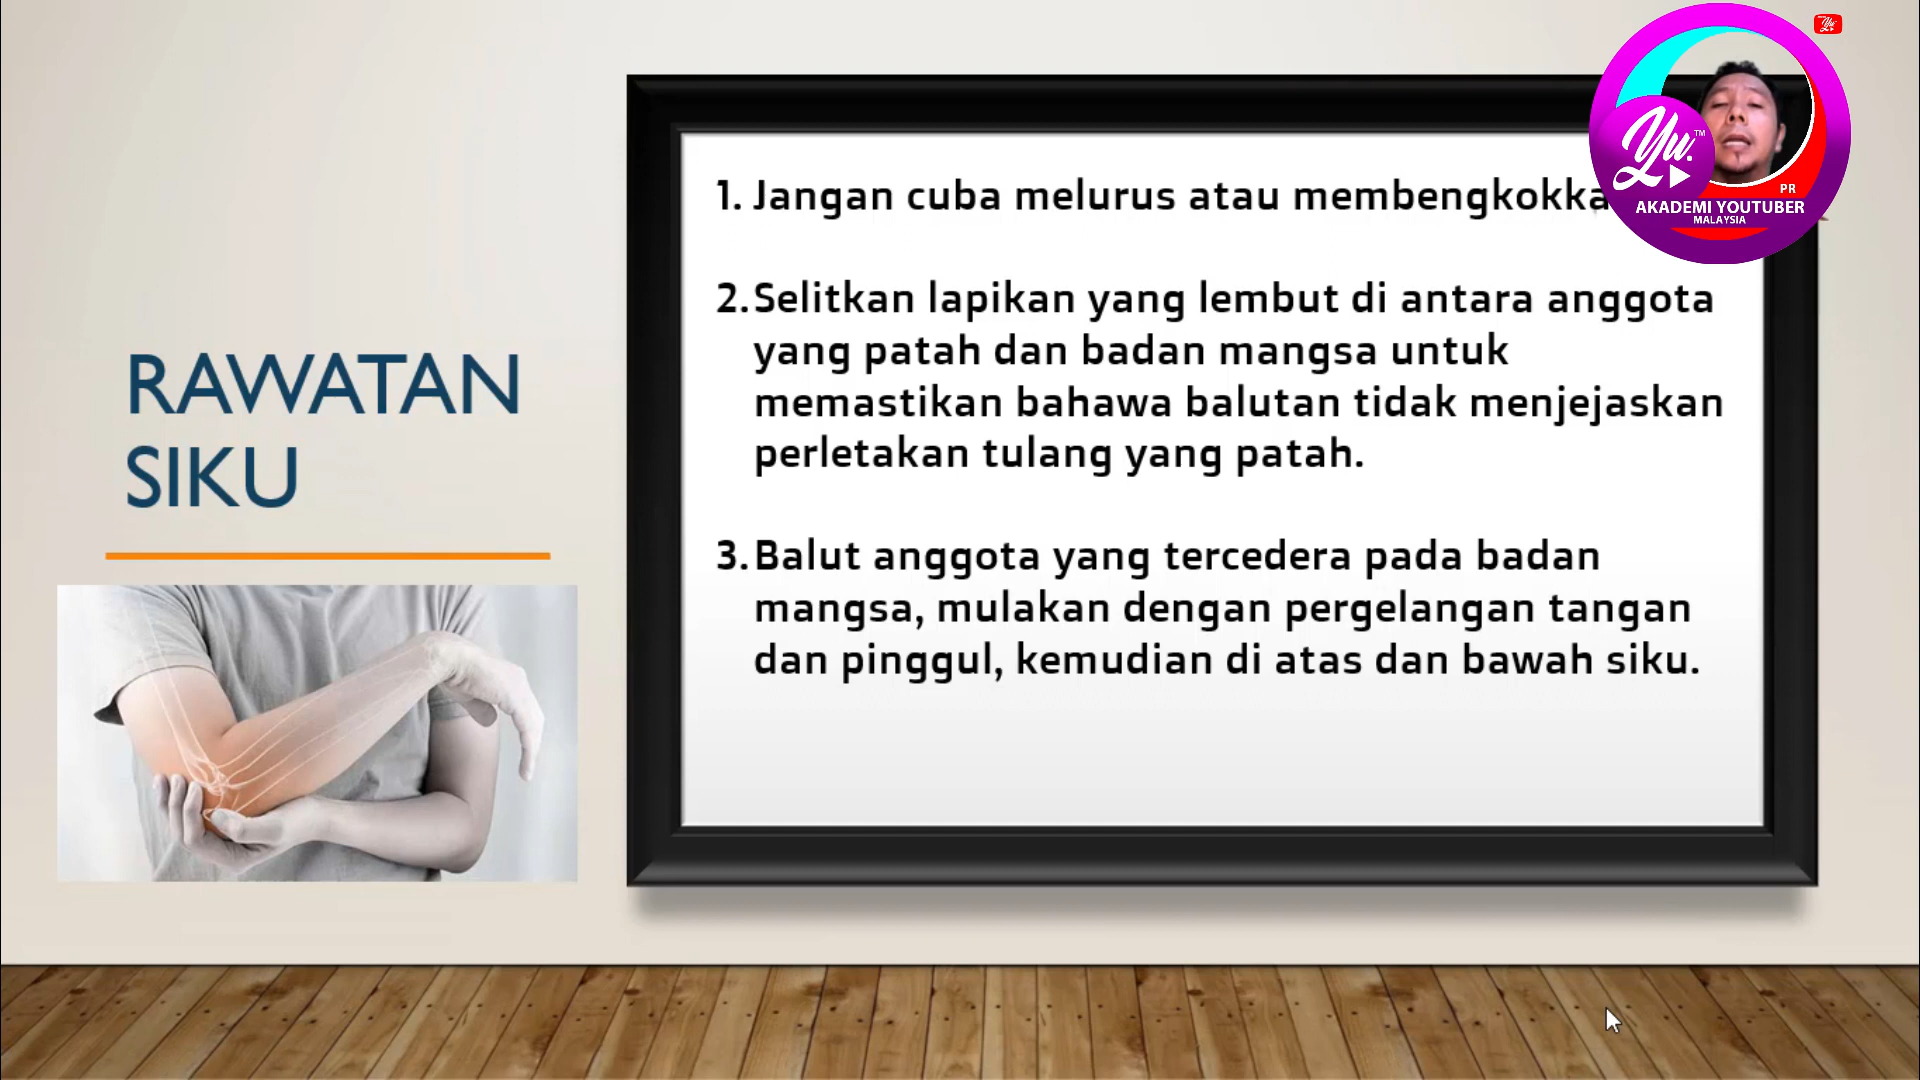 RAWATAN
SIKU
1. Jangan cuba melurus atau
2. Selitkan lapikan yang lembut di antara anggota
yang patah dan badan mangsa untuk
memastikan bahawa balutan tidak menjejaskan
perletakan tulang yang patah.
3. Balut anggota yang tercedera pada badan
mangsa, mulakan dengan pergelangan tangan
dan pinggul, kemudian di atas dan bawah siku.
Yu.
TM
PR
AKADEMI YOUTUBER
MALAYSIA